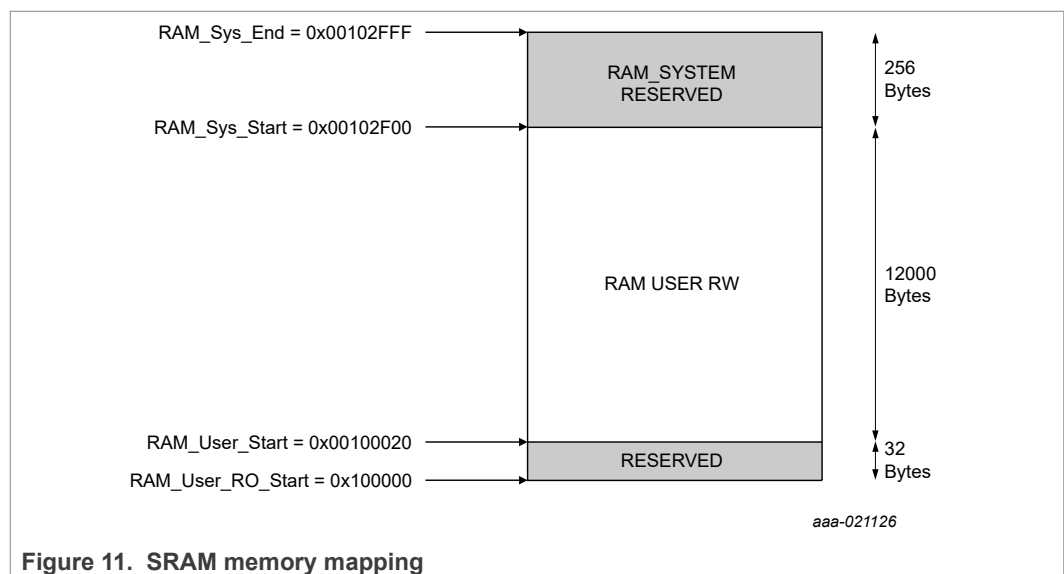 RAM_Sys_End = 0x00102FFF
RAM_SYSTEM
RESERVED
256
Bytes
RAM_Sys_Start = 0x00102F00
RAM USER RW
12000
Bytes
RAM_User_Start = 0x00100020
RESERVED
32
Bytes
RAM_User_RO_Start = 0x100000
aaa-021126
Figure 11. SRAM memory mapping